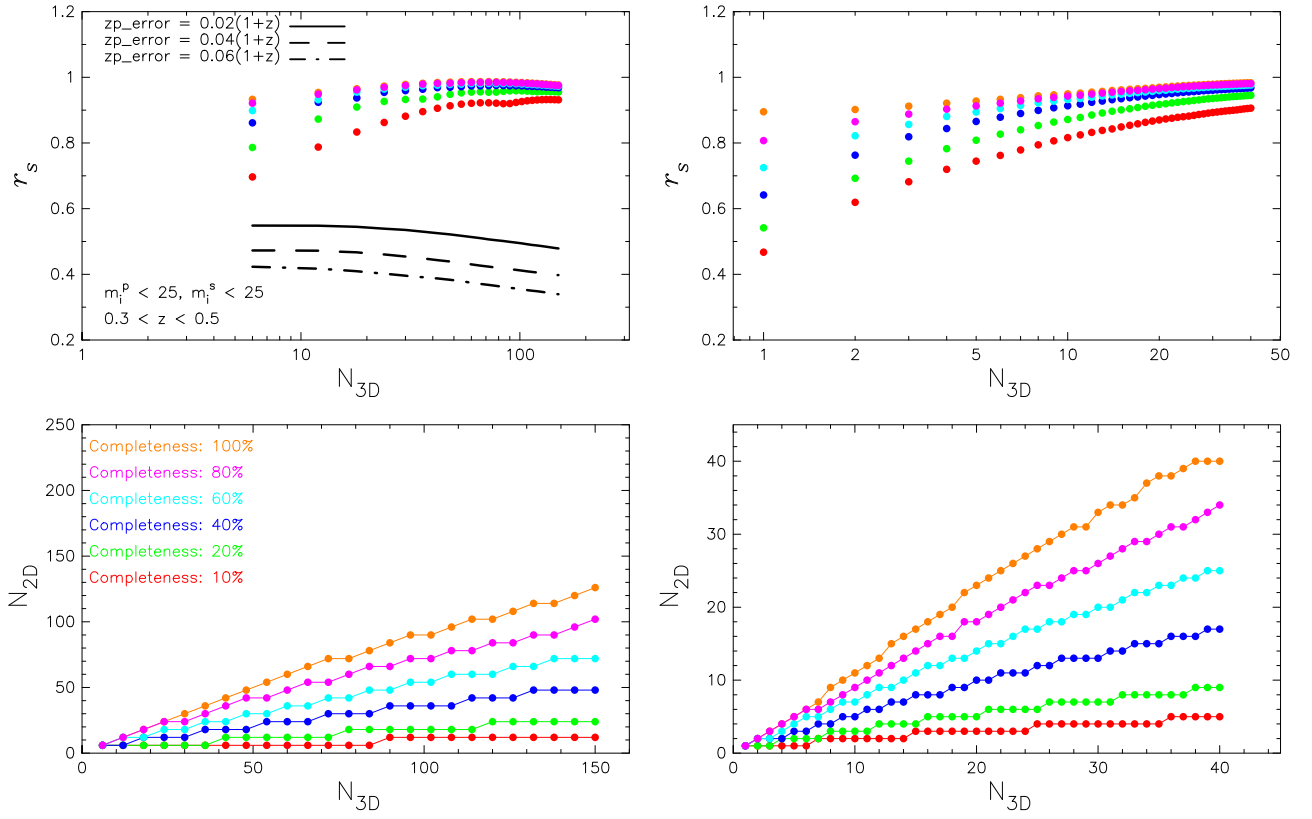 zp_error = 0.02(1+z)
zp_error = 0.04(1+z)
zp_error = 0.06(1+z)
1.2
1
0.8
0.6
0.4
0.2
r_s
m_i^p < 25, m_i^s < 25
0.3 < z < 0.5
1 10 100
N_3D
1.2
1
0.8
0.6
0.4
0.2
r_s
1 2 3 5 10 20 50
N_3D
250
200
150
100
50
0
N_2D
Completeness: 100%
Completeness: 80%
Completeness: 60%
Completeness: 40%
Completeness: 20%
Completeness: 10%
0 50 100 150
N_3D
40
30
20
10
0
N_2D
0 10 20 30 40
N_3D